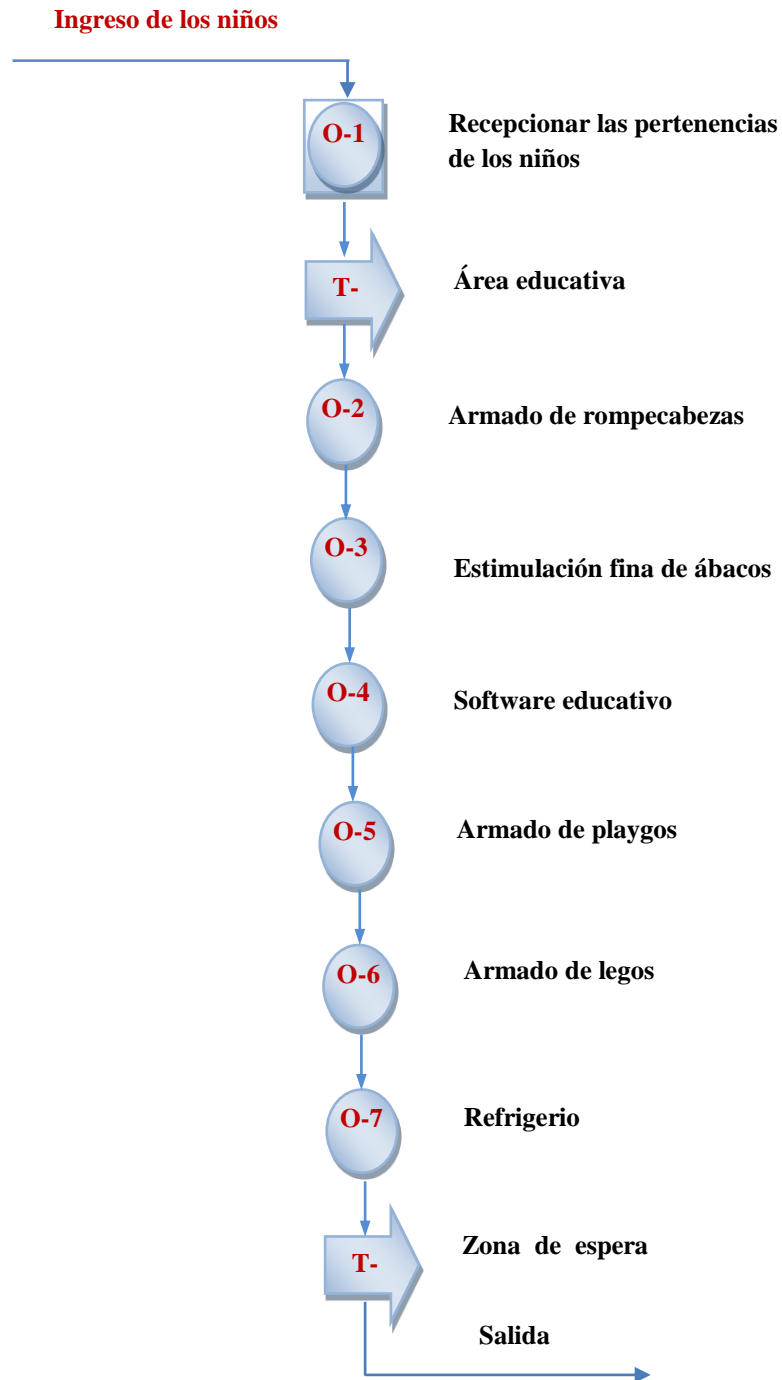 Ingreso de los niños
O-1
Recepcionar las pertenencias
de los niños
T-
Área educativa
O-2
Armado de rompecabezas
O-3
Estimulación fina de ábacos
O-4
Software educativo
O-5
Armado de playgos
O-6
Armado de legos
O-7
Refrigerio
T-
Zona de espera
Salida